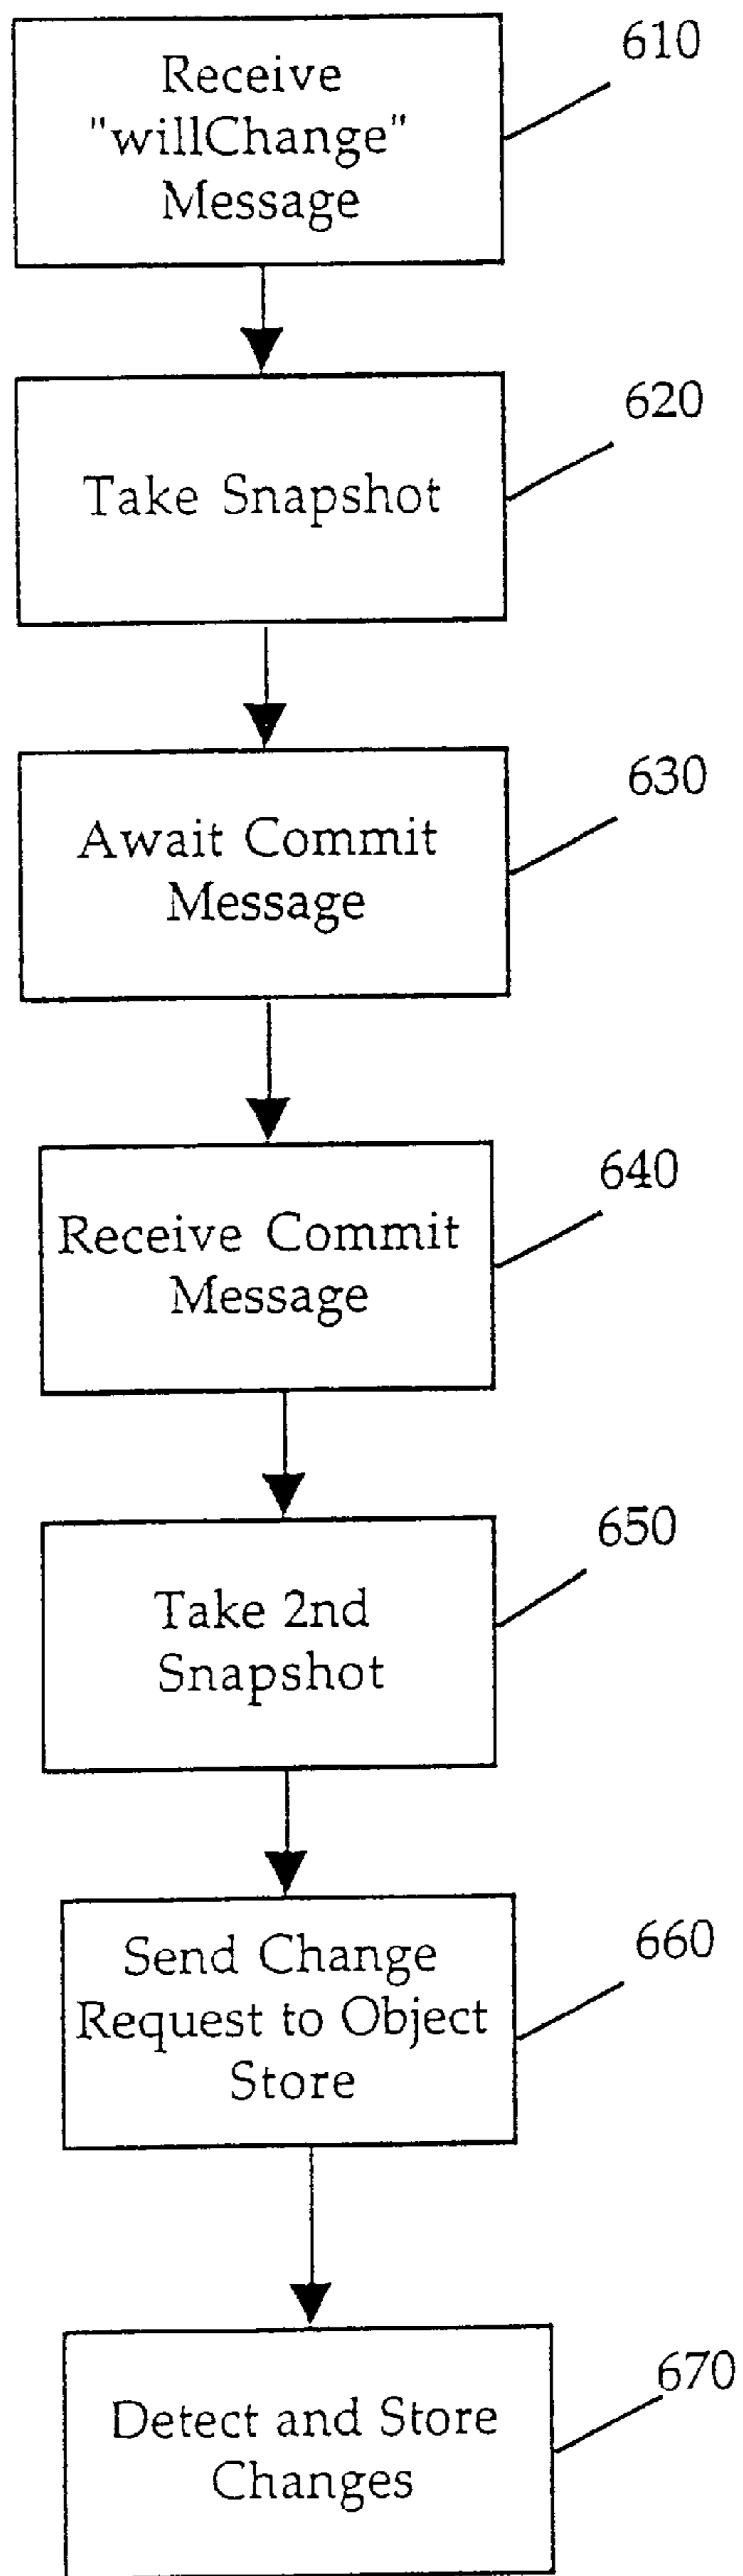 610
Receive
"willChange"
Message
620
Take Snapshot
630
Await Commit
Message
640
Receive Commit
Message
650
Take 2nd
Snapshot
660
Send Change
Request to Object
Store
670
Detect and Store
Changes